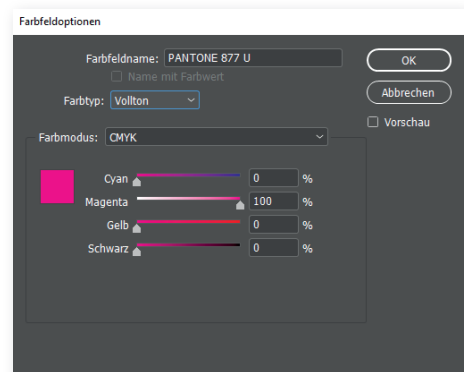 Farbfeldoptionen
Farbfeldname: PANTONE 877 U
Name mit Farbwert
Farbtyp: Vollton
OK
Abbrechen
Vorschau
Farbmodus: CMYK
Cyan 0 %
Magenta 100 %
Gelb 0 %
Schwarz 0 %